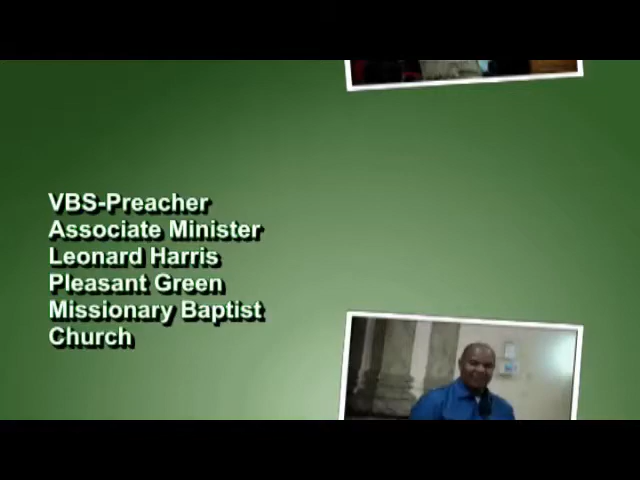 VBS-Preacher
Associate Minister
Leonard Harris
Pleasant Green
Missionary Baptist
Church